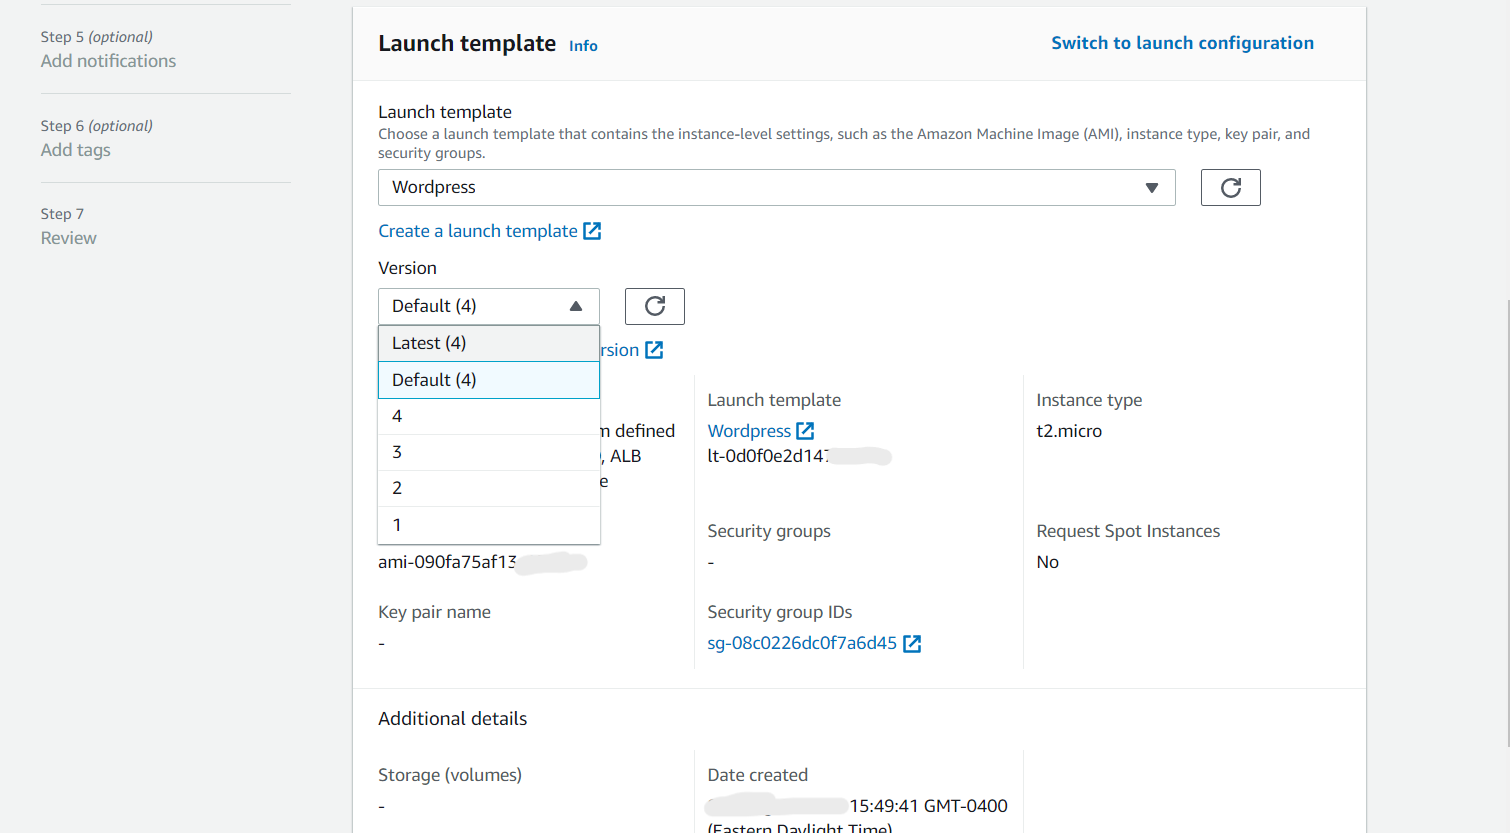 Step 5 (optional)
Add notifications
Step 6 (optional)
Add tags
Step 7
Review
Launch template Info
Switch to launch configuration
Launch template
Choose a launch template that contains the instance-level settings, such as the Amazon Machine Image (AMI), instance type, key pair, and
security groups.
Wordpress
Create a launch template
Version
Default (4)
Latest (4)
Default (4)
4
3
2
1
rsion
m defined
, ALB
e
ami-090fa75af13
Key pair name
-
Launch template
Wordpress
lt-0d0f0e2d147
Security groups
-
Security group IDs
sg-08c0226dc0f7a6d45
Instance type
t2.micro
Request Spot Instances
No
Additional details
Storage (volumes)
-
Date created
15:49:41 GMT-0400
(Eastern Daylight Time)